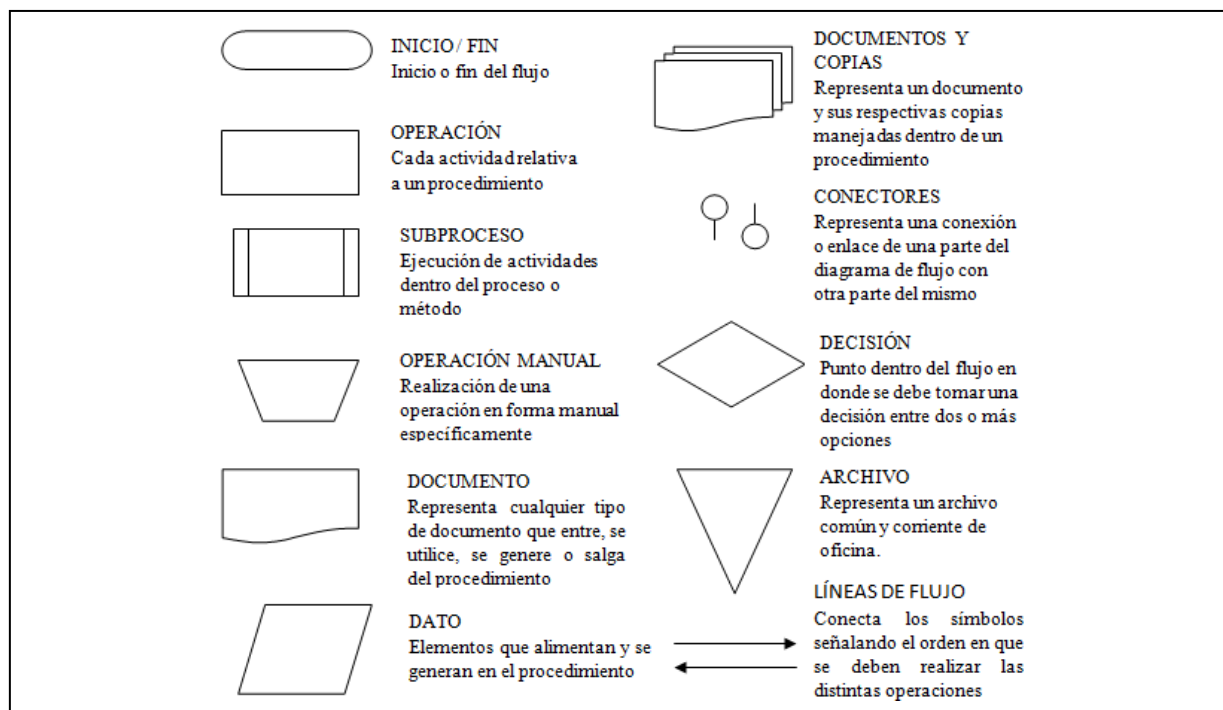 INICIO / FIN
Inicio o fin del flujo
OPERACIÓN
Cada actividad relativa
a un procedimiento
SUBPROCESO
Ejecución de actividades
dentro del proceso o
método
OPERACIÓN MANUAL
Realización de una
operación en forma manual
específicamente
DOCUMENTO
Representa cualquier tipo
de documento que entre, se
utilice, se genere o salga
del procedimiento
DATO
Elementos que alimentan y se
generan en el procedimiento
DOCUMENTOS Y
COPIAS
Representa un documento
y sus respectivas copias
manejadas dentro de un
procedimiento
CONECTORES
Representa una conexión
o enlace de una parte del
diagrama de flujo con
otra parte del mismo
DECISIÓN
Punto dentro del flujo en
donde se debe tomar una
decisión entre dos o más
opciones
ARCHIVO
Representa un archivo
común y corriente de
oficina.
LÍNEAS DE FLUJO
Conecta los símbolos
señalando el orden en que
se deben realizar las
distintas operaciones